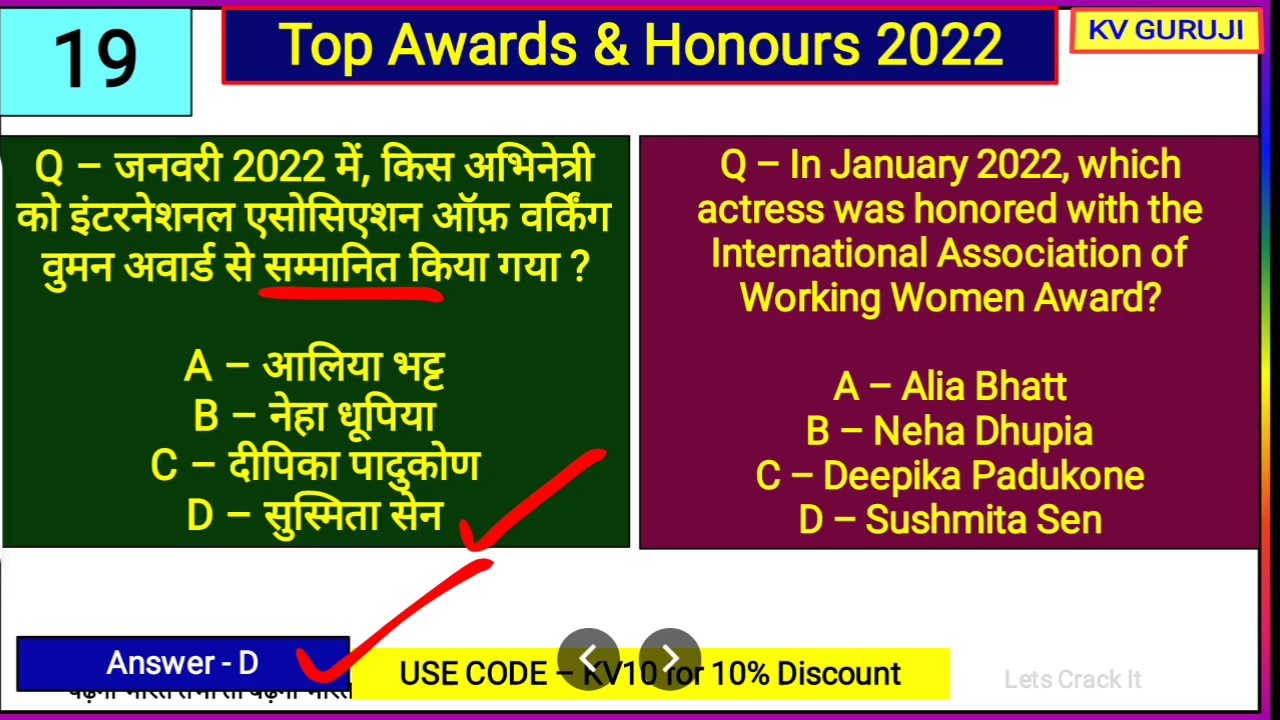 19
Top Awards & Honours 2022
KV GURUJI
Q – जनवरी 2022 में, किस अभिनेत्री
को इंटरनेशनल एसोसिएशन ऑफ़ वर्किंग
वुमन अवार्ड से सम्मानित किया गया ?
A – आलिया भट्ट
B – नेहा धूपिया
C – दीपिका पादुकोण
D – सुस्मिता सेन
Q – In January 2022, which
actress was honored with the
International Association of
Working Women Award?
A – Alia Bhatt
B – Neha Dhupia
C – Deepika Padukone
D – Sushmita Sen
Answer - D
USE CODE – KV10 for 10% Discount
Lets Crack It